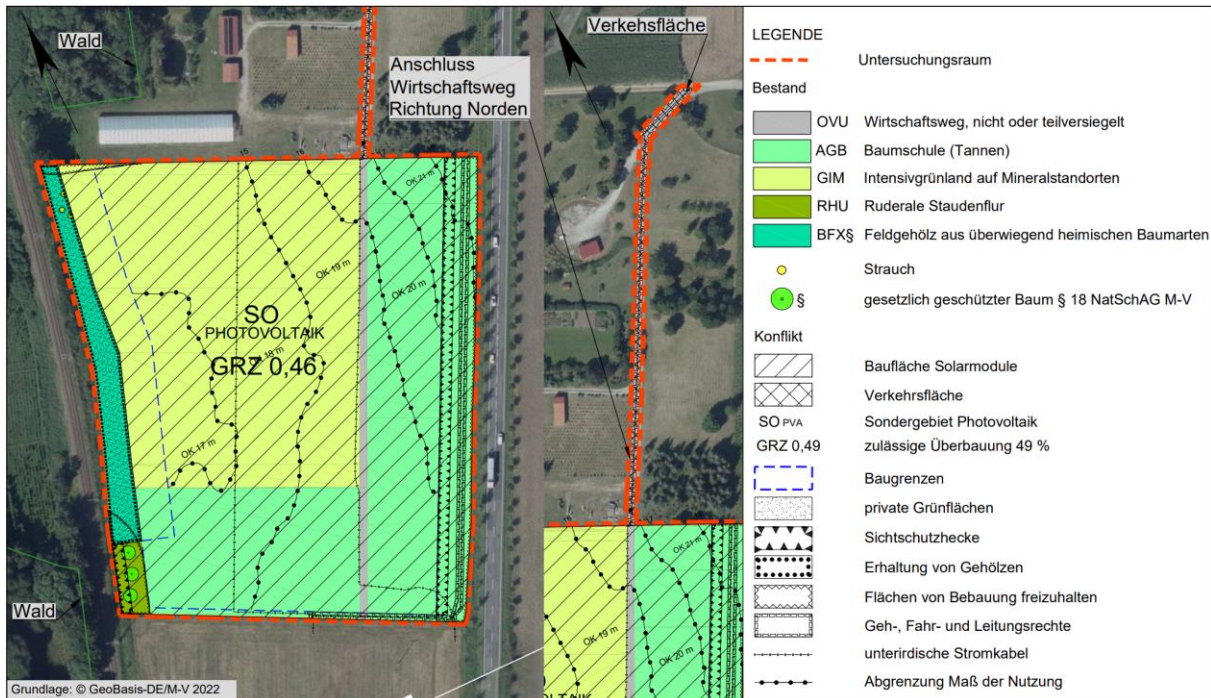 Wald
Anschluss
Wirtschaftsweg
Richtung Norden
15
16
OK 21 m
OK 20 m
OK 19 m
SO
PHOTOVOLTAIK
18 m
GRZ 0,46
OK 17 m
Wald
Grundlage: © GeoBasis-DE/M-V 2022
Verkehsfläche
16
OK 21 m
OK 20 m
OK 19 m
SO
VOLTAIK
LEGENDE
Untersuchungsraum
Bestand
OVU Wirtschaftsweg, nicht oder teilversiegelt
AGB Baumschule (Tannen)
GIM Intensivgrünland auf Mineralstandorten
RHU Ruderale Staudenflur
BFX§ Feldgehölz aus überwiegend heimischen Baumarten
Strauch
§ gesetzlich geschützter Baum § 18 NatSchAG M-V
Konflikt
Baufläche Solarmodule
Verkehrsfläche
SO PVA Sondergebiet Photovoltaik
GRZ 0,49 zulässige Überbauung 49 %
Baugrenzen
private Grünflächen
Sichtschutzhecke
Erhaltung von Gehölzen
Flächen von Bebauung freizuhalten
Geh-, Fahr- und Leitungsrechte
unterirdische Stromkabel
Abgrenzung Maß der Nutzung